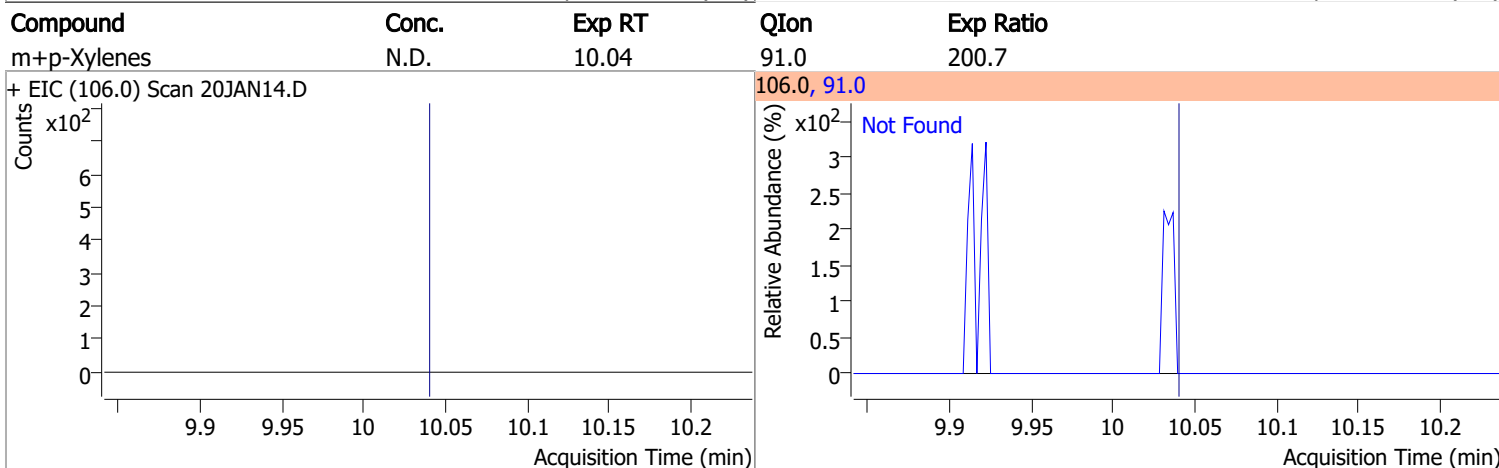 Compound Conc. Exp RT QIon Exp Ratio
m+p-Xylenes N.D. 10.04 91.0 200.7
+ EIC (106.0) Scan 20JAN14.D
Counts
x10²
6
5
4
3
2
1
0
9.9 9.95 10 10.05 10.1 10.15 10.2
Acquisition Time (min)
106.0, 91.0
Relative Abundance (%)
x10²
Not Found
3
2.5
2
1.5
1
0.5
0
9.9 9.95 10 10.05 10.1 10.15 10.2
Acquisition Time (min)